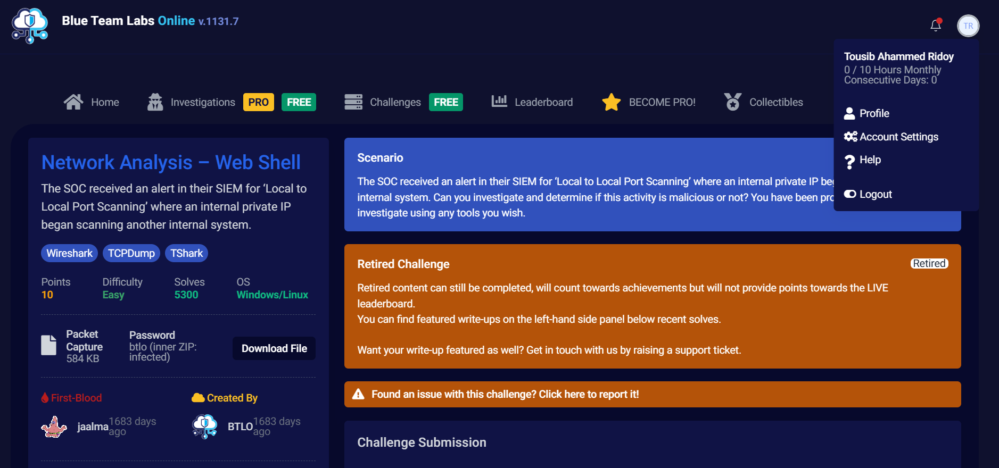 Blue Team Labs Online v.1131.7
TR
Tousib Ahammed Ridoy
0 / 10 Hours Monthly
Consecutive Days: 0
Profile
Account Settings
Help
Logout
Home
Investigations PRO FREE
Challenges FREE
Leaderboard
BECOME PRO!
Collectibles
Network Analysis – Web Shell
The SOC received an alert in their SIEM for ‘Local to
Local Port Scanning’ where an internal private IP
began scanning another internal system.
Wireshark TCPDump TShark
Points Difficulty Solves OS
10 Easy 5300 Windows/Linux
Packet
Capture
584 KB
Password
btlo (inner ZIP:
infected)
Download File
First-Blood
jaalma 1683 days
ago
Created By
BTLO 1683 days
ago
Scenario
The SOC received an alert in their SIEM for ‘Local to Local Port Scanning’ where an internal private IP
internal system. Can you investigate and determine if this activity is malicious or not? You have been
investigate using any tools you wish.
Retired Challenge
Retired
Retired content can still be completed, will count towards achievements but will not provide points towards the LIVE
leaderboard.
You can find featured write-ups on the left-hand side panel below recent solves.
Want your write-up featured as well? Get in touch with us by raising a support ticket.
Found an issue with this challenge? Click here to report it!
Challenge Submission